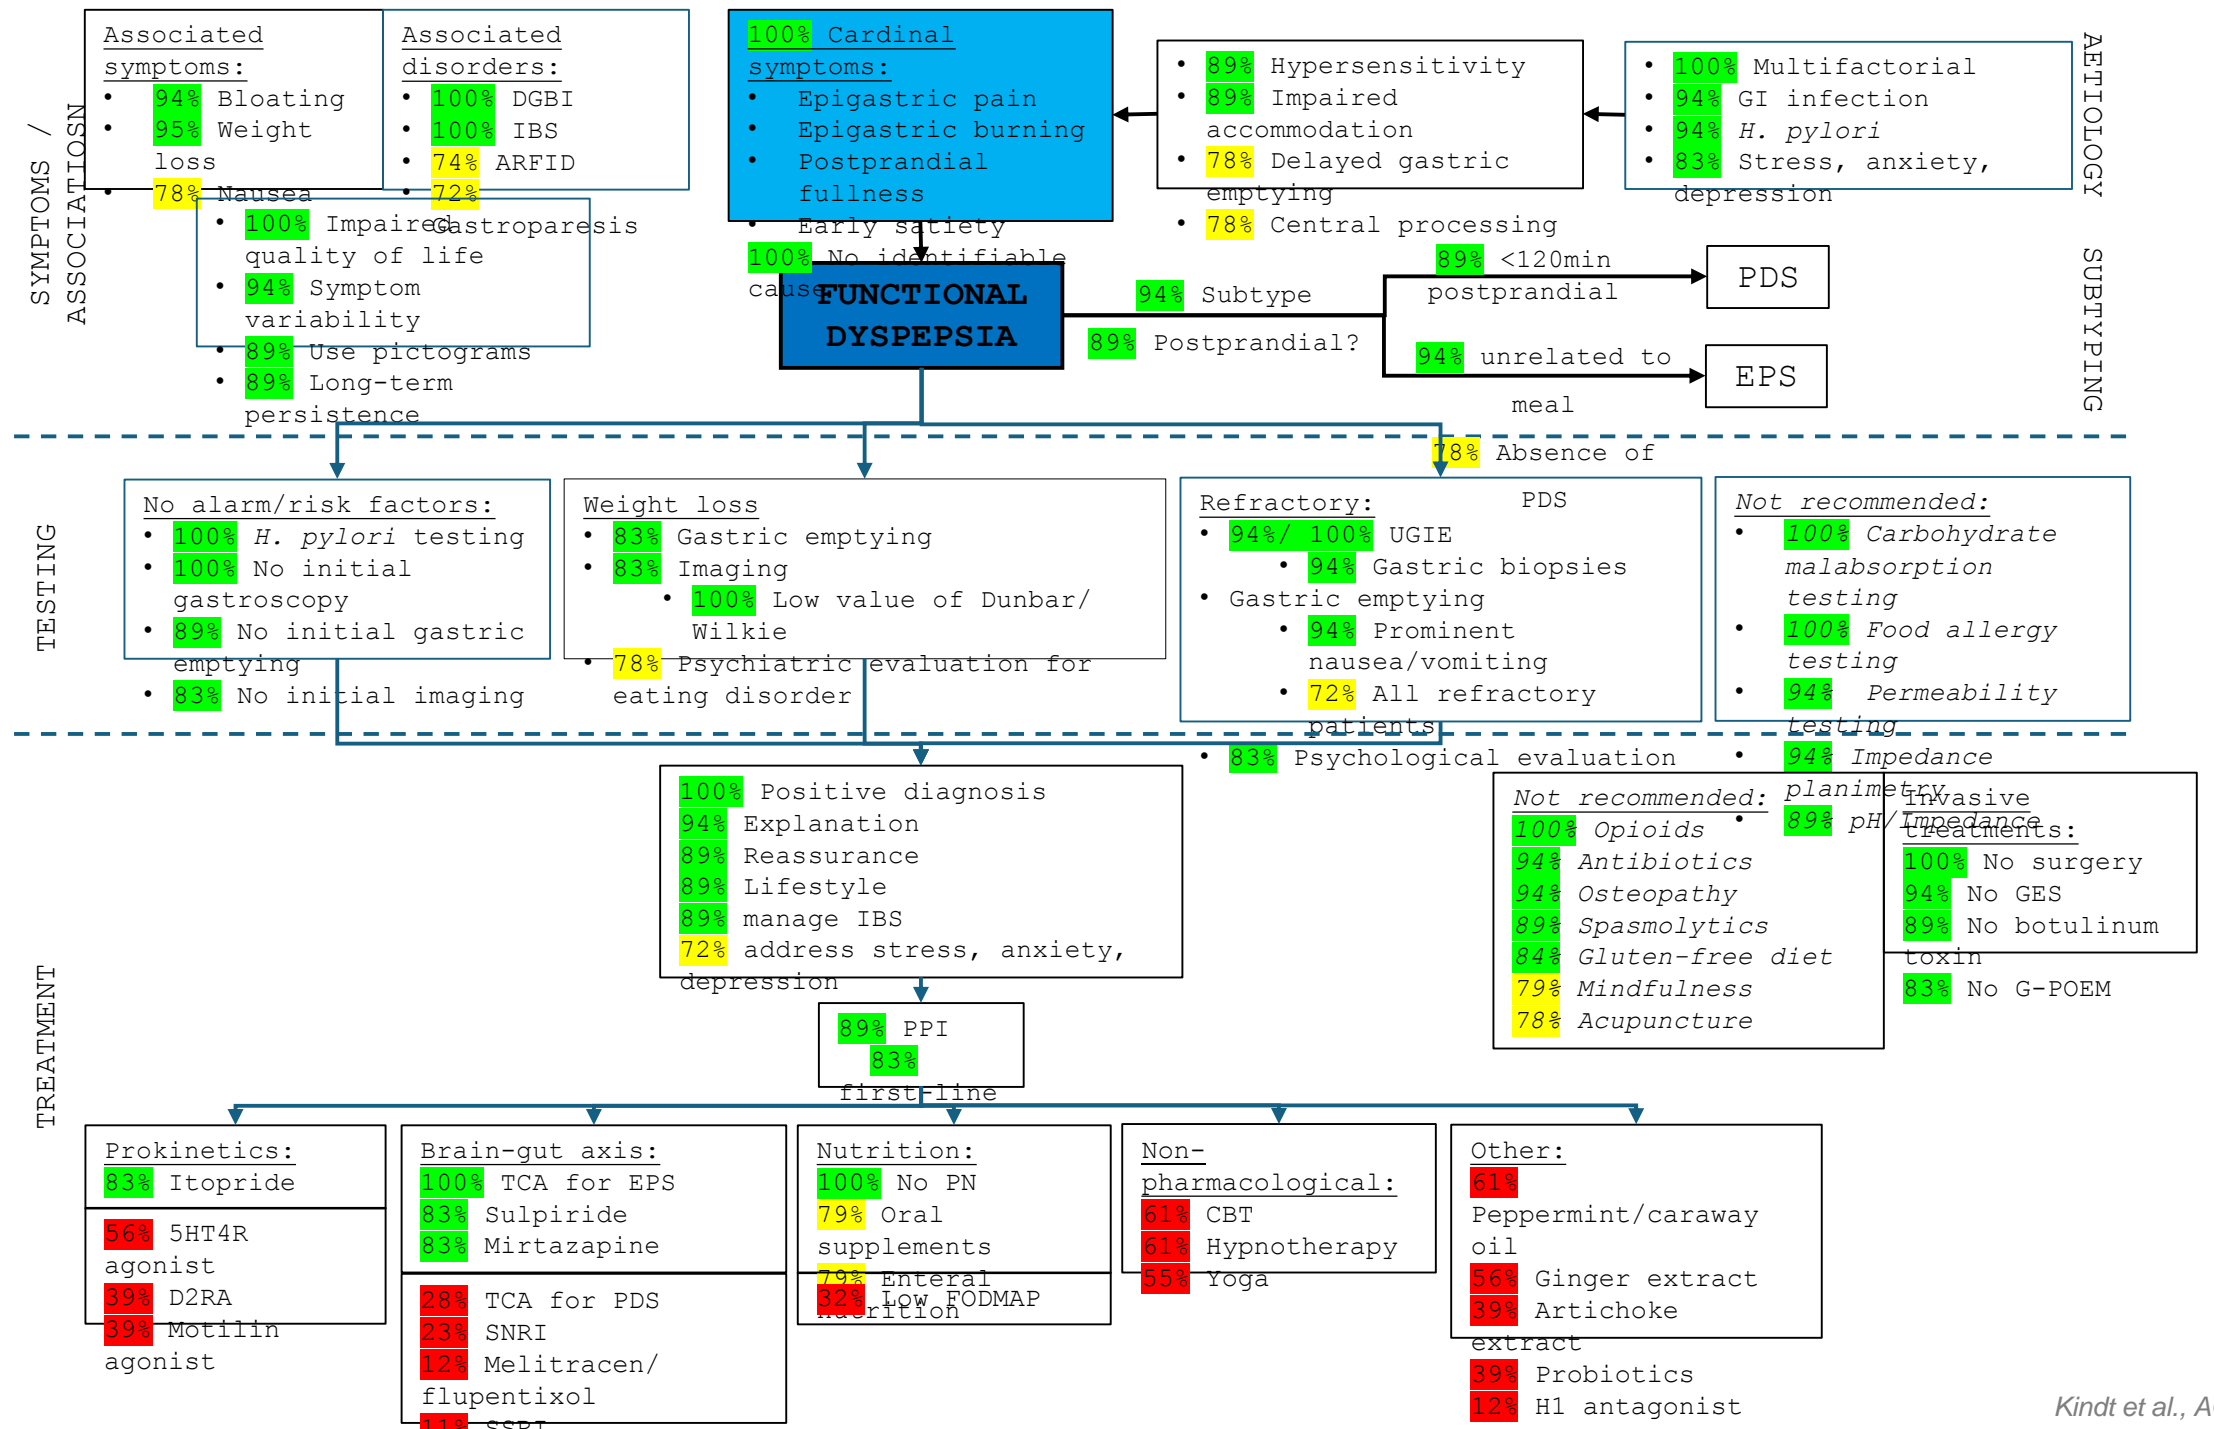 SYMPTOMS /
ASSOCIATIOSN
Associated
symptoms:
• 94% Bloating
• 95% Weight
loss
• 78% Nausea
Associated
disorders:
• 100% DGBI
• 100% IBS
• 74% ARFID
• 72%
Gastroparesis
• 100% Impaired
quality of life
• 94% Symptom
variability
• 89% Use pictograms
• 89% Long-term
persistence
100% Cardinal
symptoms:
• Epigastric pain
• Epigastric burning
• Postprandial
fullness
• Early satiety
100% No identifiable
cause
• 89% Hypersensitivity
• 89% Impaired
accommodation
• 78% Delayed gastric
emptying
• 78% Central processing
• 100% Multifactorial
• 94% GI infection
• 94% H. pylori
• 83% Stress, anxiety,
depression
AETIOLOGY
FUNCTIONAL
DYSPEPSIA
94% Subtype
89% Postprandial?
89% <120min
postprandial
PDS
94% unrelated to
meal
78% Absence of
PDS
EPS
SUBTYPING
TESTING
No alarm/risk factors:
• 100% H. pylori testing
• 100% No initial
gastroscopy
• 89% No initial gastric
emptying
• 83% No initial imaging
Weight loss
• 83% Gastric emptying
• 83% Imaging
• 100% Low value of Dunbar/
Wilkie
• 78% Psychiatric evaluation for
eating disorder
Refractory:
• 94%/ 100% UGIE
• 94% Gastric biopsies
• Gastric emptying
• 94% Prominent
nausea/vomiting
• 72% All refractory
patients
• 83% Psychological evaluation
Not recommended:
• 100% Carbohydrate
malabsorption
testing
• 100% Food allergy
testing
• 94% Permeability
testing
• 94% Impedance
planimetry
• 89% pH/Impedance
TREATMENT
100% Positive diagnosis
94% Explanation
89% Reassurance
89% Lifestyle
89% manage IBS
72% address stress, anxiety,
depression
Not recommended:
100% Opioids
94% Antibiotics
94% Osteopathy
89% Spasmolytics
84% Gluten-free diet
79% Mindfulness
78% Acupuncture
Invasive
treatments:
100% No surgery
94% No GES
89% No botulinum
toxin
83% No G-POEM
89% PPI
83%
first-line
Prokinetics:
83% Itopride
56% 5HT4R
agonist
39% D2RA
39% Motilin
agonist
Brain-gut axis:
100% TCA for EPS
83% Sulpiride
83% Mirtazapine
28% TCA for PDS
23% SNRI
12% Melitracen/
flupentixol
11% SSRI
Nutrition:
100% No PN
79% Oral
supplements
79% Enteral
nutrition
32% Low FODMAP
Non-
pharmacological:
61% CBT
61% Hypnotherapy
55% Yoga
Other:
61%
Peppermint/caraway
oil
56% Ginger extract
39% Artichoke
extract
39% Probiotics
12% H1 antagonist
Kindt et al.,